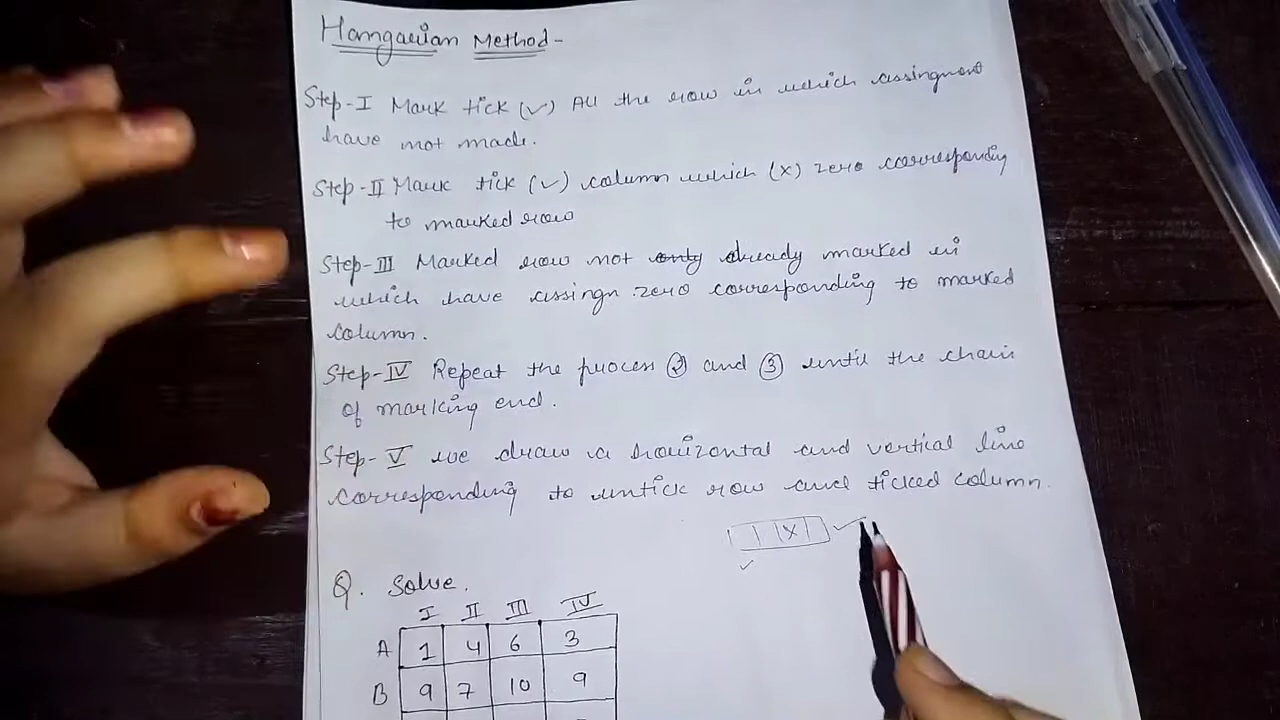 Hamgarian Method-
Step-I Mark tick (✓) All the row in which assingment
have not made.
Step-II Mark tick (✓) column which (x) zero corresponding
to marked row
Step-III Marked row not only already marked in
which have assingn zero corresponding to marked
column.
Step-IV Repeat the process ② and ③ until the chain
of marking end.
Step-V we draw a horizontal and vertical line
corresponding to untick row and ticked column.
x ✓
✓
Q. Solve.
I II III IV
A 1 4 6 3
B 9 7 10 9